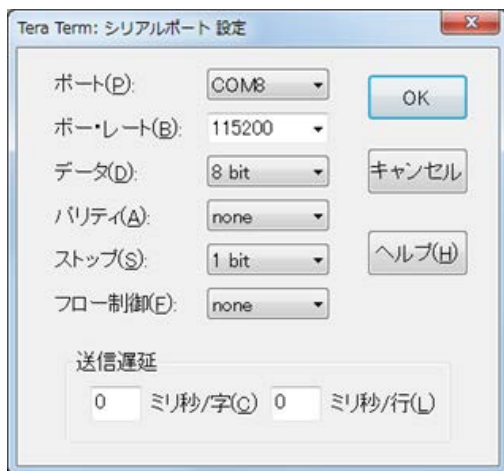 Tera Term: シリアルポート 設定
ポート(P): COM8
OK
ボー・レート(B): 115200
データ(D): 8 bit
キャンセル
パリティ(A): none
ストップ(S): 1 bit
ヘルプ(H)
フロー制御(F): none
送信遅延
0 ミリ秒/字(C) 0 ミリ秒/行(L)